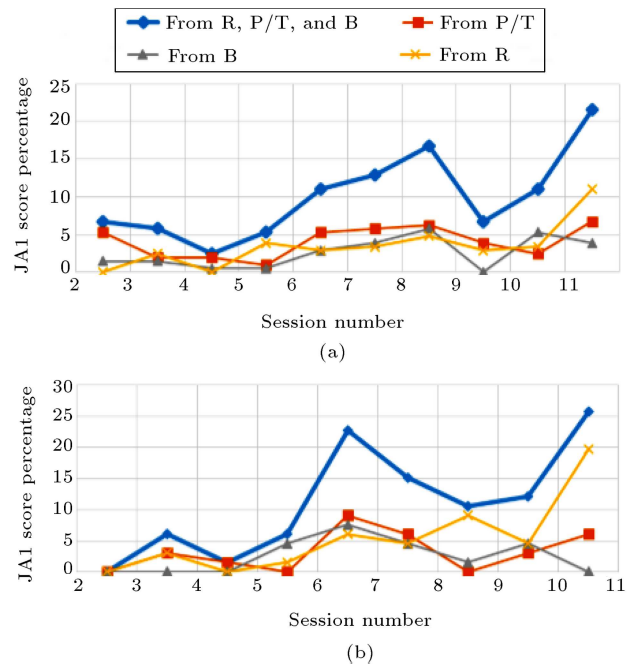 From R, P/T, and B From P/T
From B From R
JA1 score percentage
25
20
15
10
5
0
2 3 4 5 6 7 8 9 10 11
Session number
(a)
JA1 score percentage
30
25
20
15
10
5
0
2 3 4 5 6 7 8 9 10 11
Session number
(b)